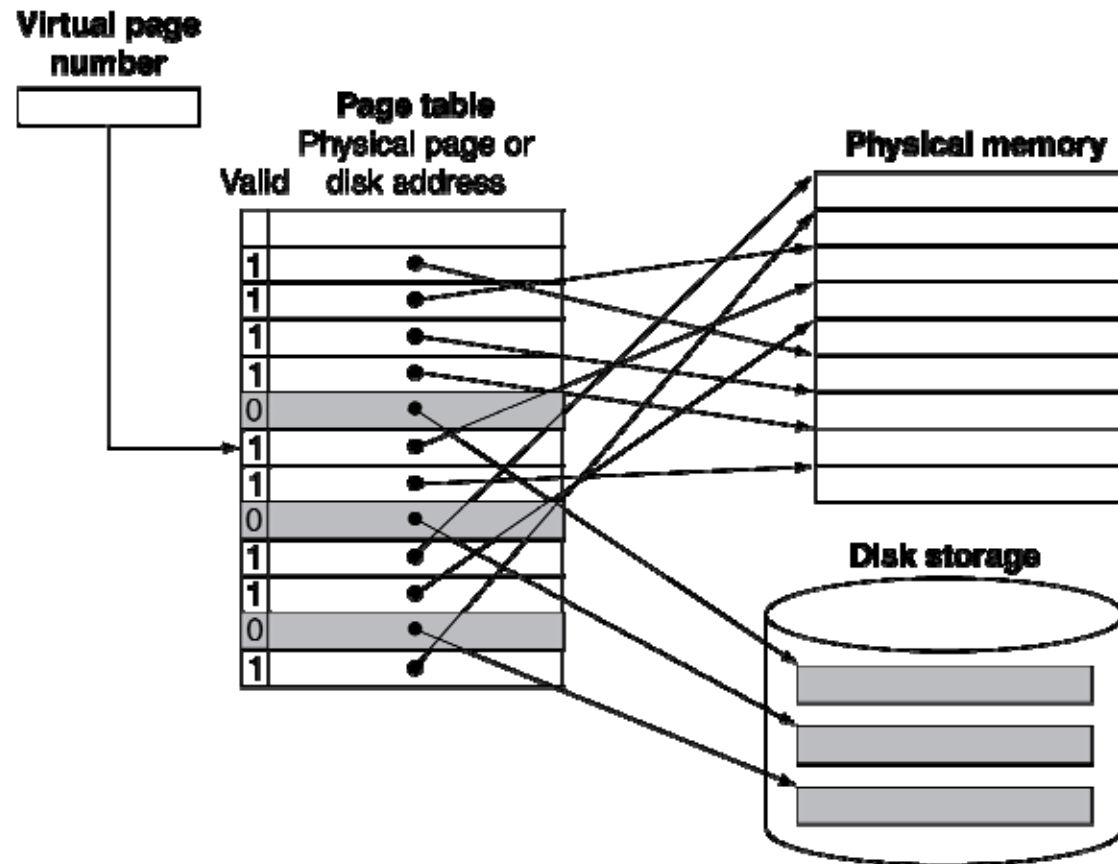 Virtual page
number
Page table
Physical page or
disk address
Valid
Physical memory
1
1
1
1
0
1
1
0
1
1
0
1
Disk storage